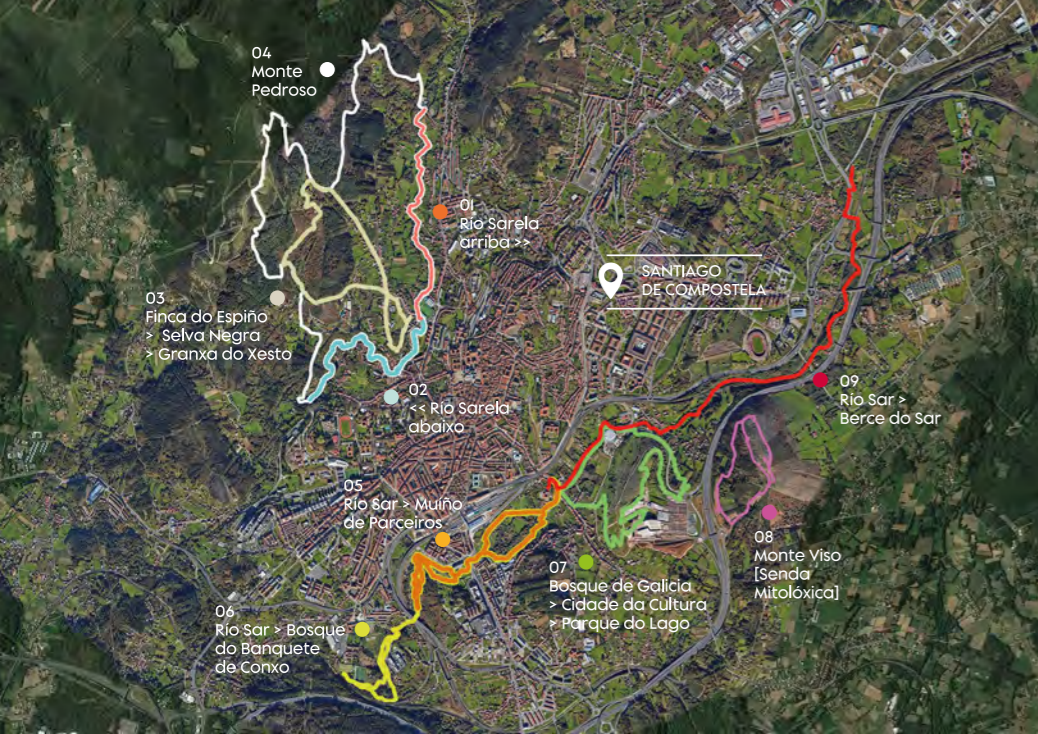 04
Monte
Pedroso
01
Río Sarela
arriba >>
SANTIAGO
DE COMPOSTELA
03
Finca do Espiño
> Selva Negra
> Granxa do Xesto
02
<< Río Sarela
abaixo
09
Río Sar >
Berce do Sar
05
Río Sar > Muíño
de Parceiros
08
Monte Viso
[Senda
Mitolóxica]
07
Bosque de Galicia
> Cidade da Cultura
> Parque do Lago
06
Río Sar > Bosque
do Banquete
de Conxo